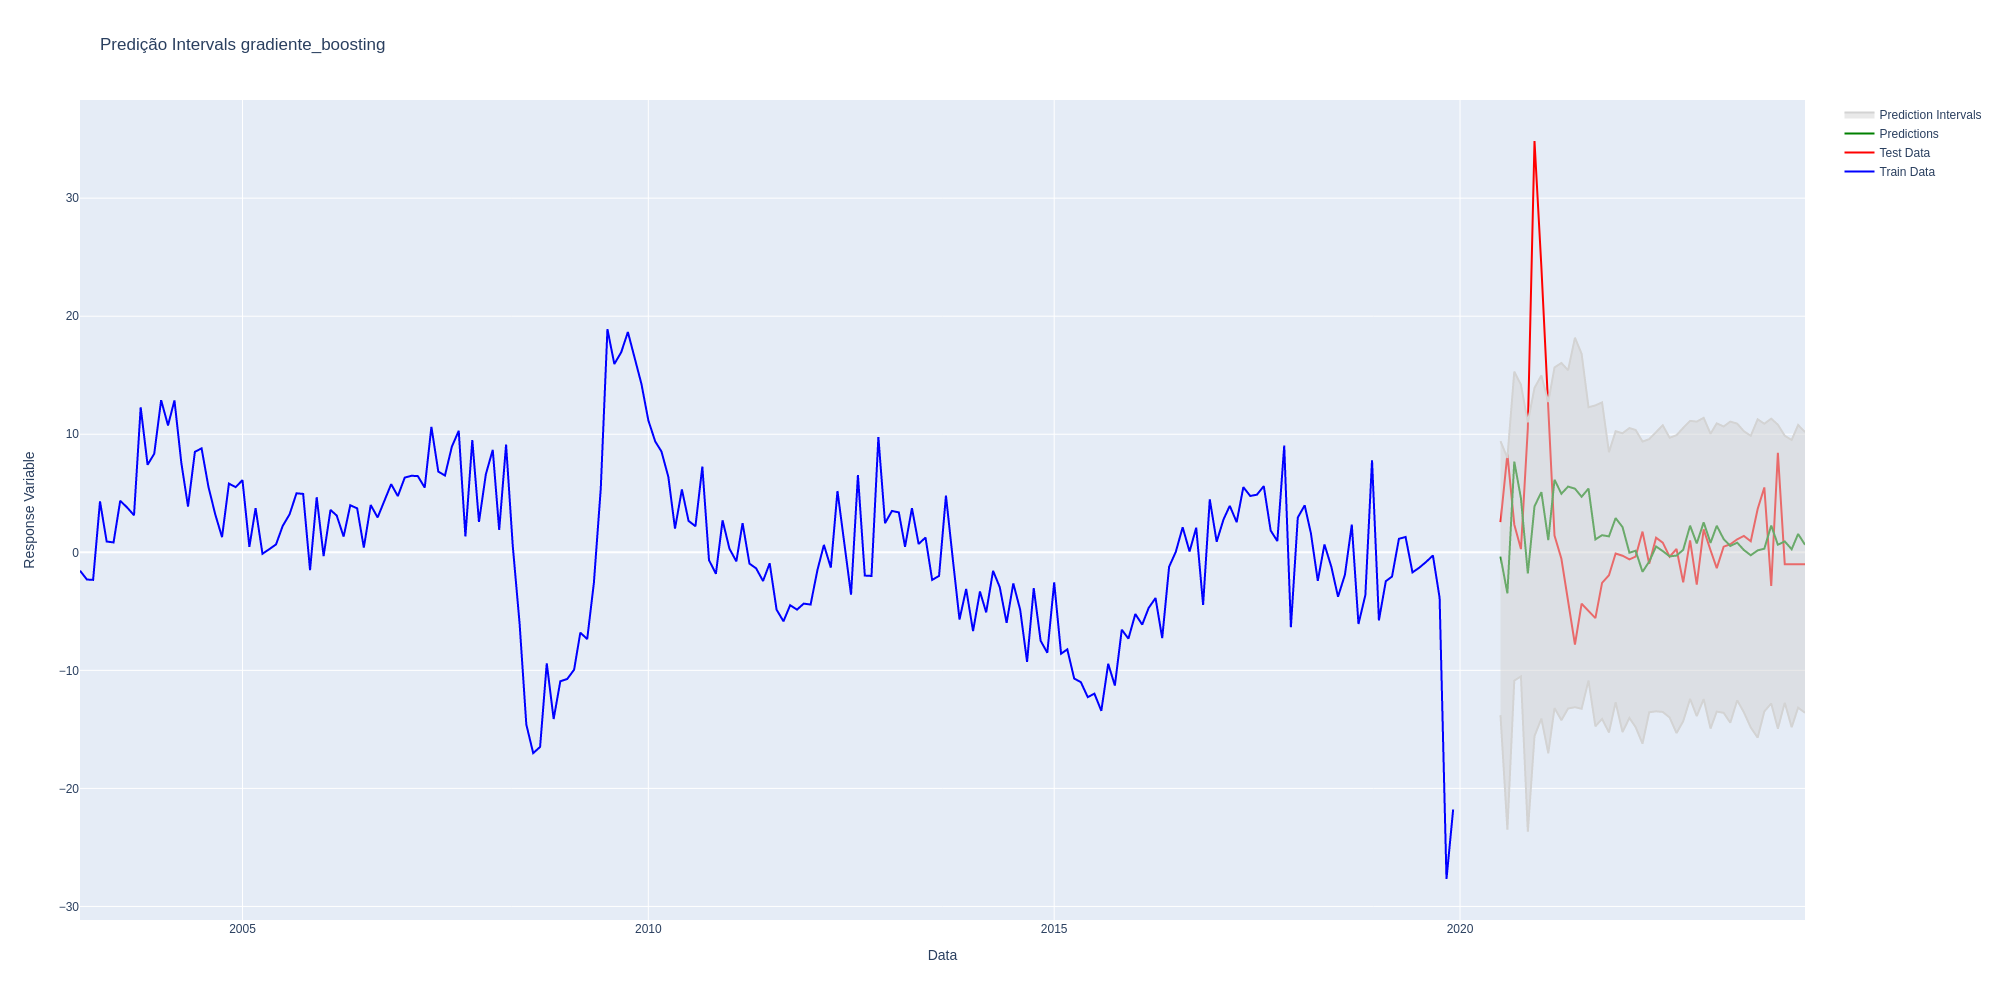 Predição Intervals gradiente_boosting
Prediction Intervals
Predictions
Test Data
Train Data
Response Variable
30
20
10
0
−10
−20
−30
2005
2010
2015
2020
Data